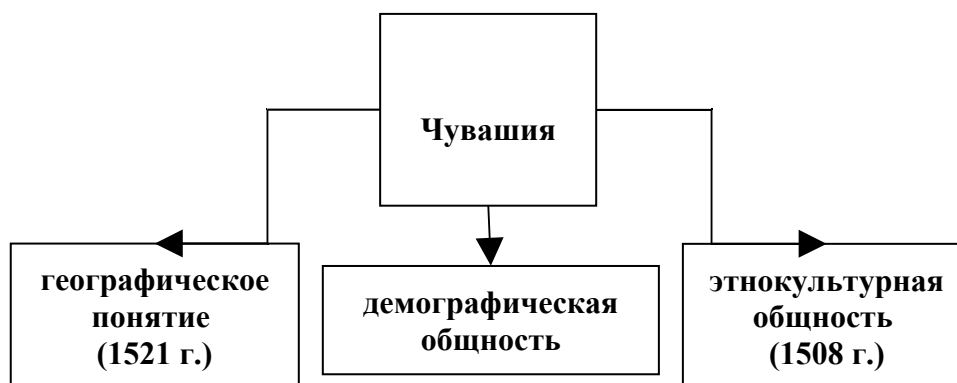 Чувашия
географическое
понятие
(1521 г.)
демографическая
общность
этнокультурная
общность
(1508 г.)